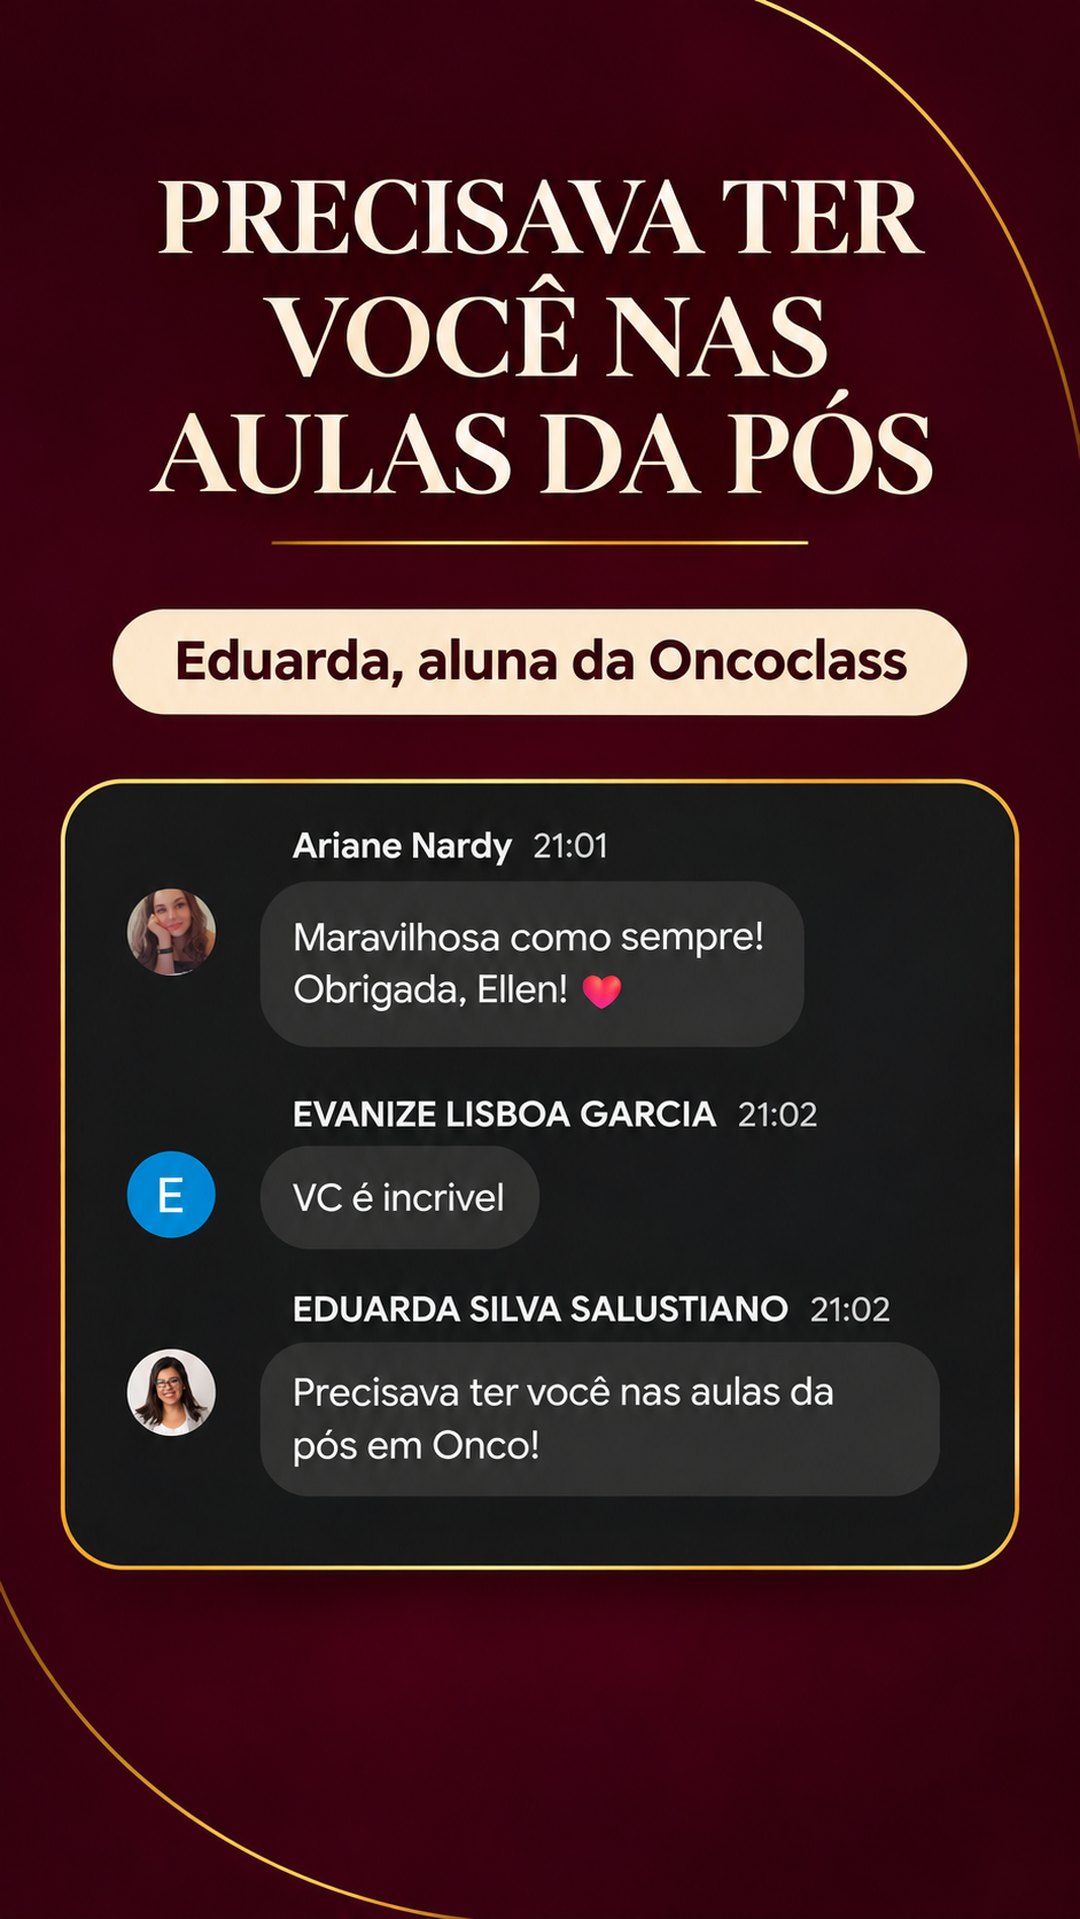 PRECISAVA TER
VOCÊ NAS
AULAS DA PÓS
Eduarda, aluna da Oncoclass
Ariane Nardy 21:01
Maravilhosa como sempre!
Obrigada, Ellen! ❤️
EVANIZE LISBOA GARCIA 21:02
E
VC é incrivel
EDUARDA SILVA SALUSTIANO 21:02
Precisava ter você nas aulas da
pós em Onco!